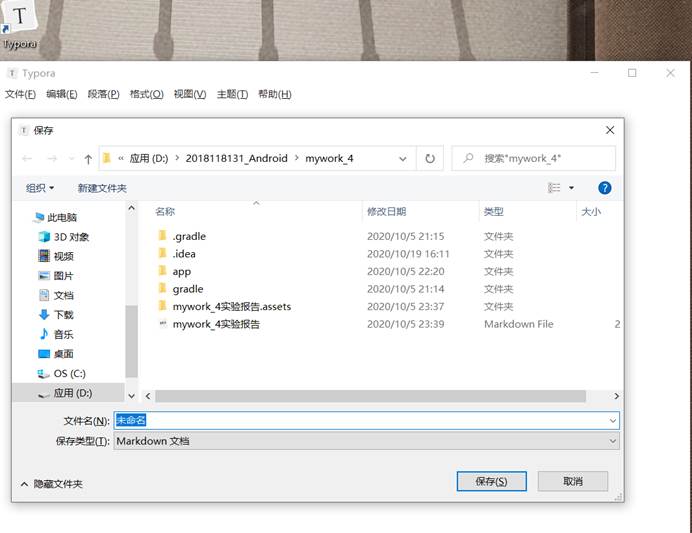 T
Typora
T Typora
文件(F) 编辑(E) 段落(P) 格式(O) 视图(V) 主题(T) 帮助(H)
T 保存
« 应用 (D:) > 2018118131_Android > mywork_4
搜索"mywork_4"
组织 新建文件夹
?
名称 修改日期 类型 大小
此电脑
3D 对象
视频
图片
文档
下载
音乐
桌面
OS (C:)
应用 (D:)
.gradle 2020/10/5 21:15 文件夹
.idea 2020/10/19 16:11 文件夹
app 2020/10/5 22:20 文件夹
gradle 2020/10/5 21:14 文件夹
mywork_4实验报告.assets 2020/10/5 23:37 文件夹
mywork_4实验报告 2020/10/5 23:39 Markdown File 2
文件名(N): 未命名
保存类型(T): Markdown 文档
隐藏文件夹
保存(S) 取消